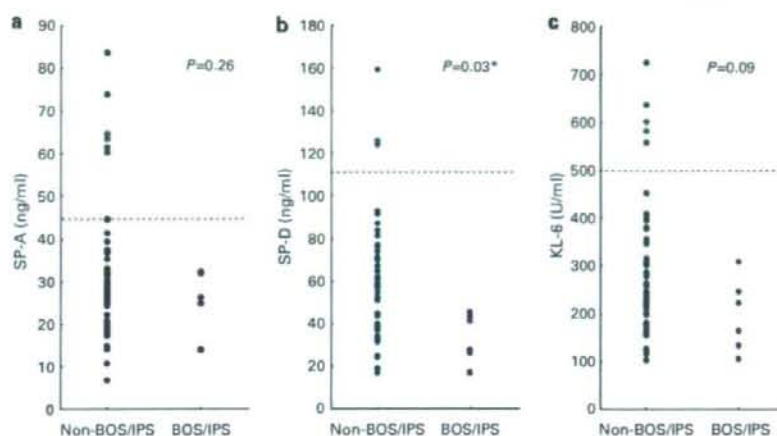 a
90
80
70
60
50
40
30
20
10
0
SP-A (ng/ml)
P=0.26
Non-BOS/IPS BOS/IPS
b
180
160
140
120
100
80
60
40
20
0
SP-D (ng/ml)
P=0.03*
Non-BOS/IPS BOS/IPS
c
800
700
600
500
400
300
200
100
0
KL-6 (U/ml)
P=0.09
Non-BOS/IPS BOS/IPS